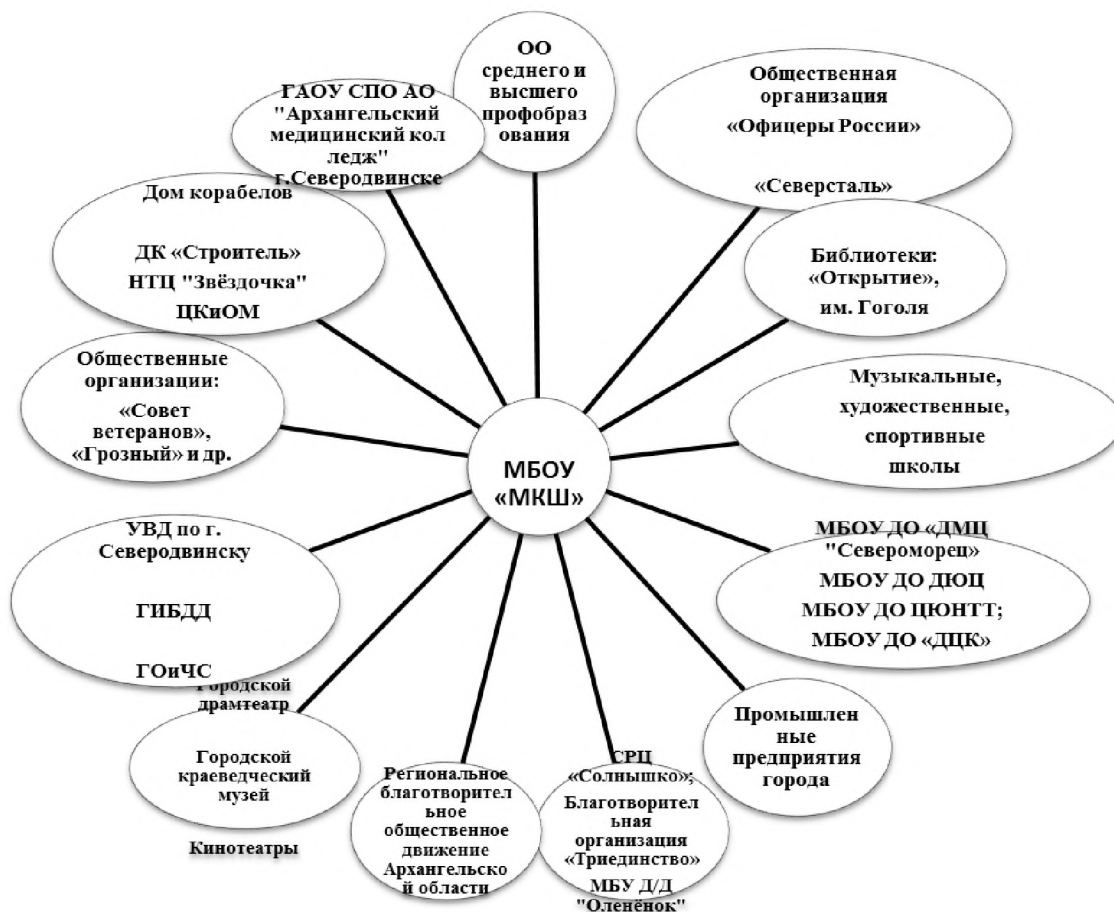 ОО
среднего и
высшего
профобраз
ования
Общественная
организация
«Офицеры России»
«Северсталь»
Библиотеки:
«Открытие»,
им. Гоголя
Музыкальные,
художественные,
спортивные
школы
МБОУ ДО «ДМЦ
"Североморец»
МБОУ ДО ДЮЦ
МБОУ ДО ЦЮНТТ;
МБОУ ДО «ДЦК»
Промышлен
ные
предприятия
города
СРЦ
«Солнышко»;
Благотворител
ьная
организация
«Триединство»
МБУ Д/Д
"Оленёнок"
Региональное
благотворител
ьное
общественное
движение
Архангельско
й области
Городской
драмтеатр
Городской
краеведческий
музей
Кинотеатры
УВД по г.
Северодвинску
ГИБДД
ГОиЧС
Общественные
организации:
«Совет
ветеранов»,
«Грозный» и др.
Дом корабелов
ДК «Строитель»
НТЦ "Звёздочка"
ЦКиОМ
ГАОУ СПО АО
"Архангельский
медицинский кол
ледж"
г.Северодвинске
МБОУ
«МКШ»